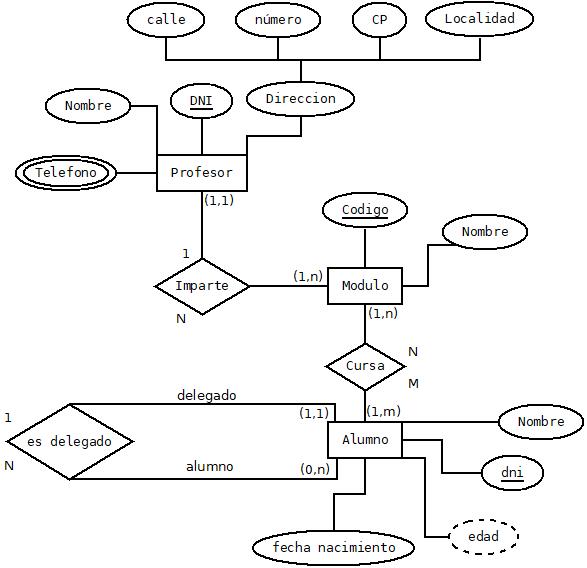 calle
número
CP
Localidad
Nombre
DNI
Direccion
Telefono
Profesor
(1,1)
Codigo
Nombre
1
Imparte
(1,n)
Modulo
N
(1,n)
Cursa
N
M
delegado
(1,1)
(1,m)
1
es delegado
Alumno
Nombre
N
alumno
(0,n)
dni
fecha nacimiento
edad